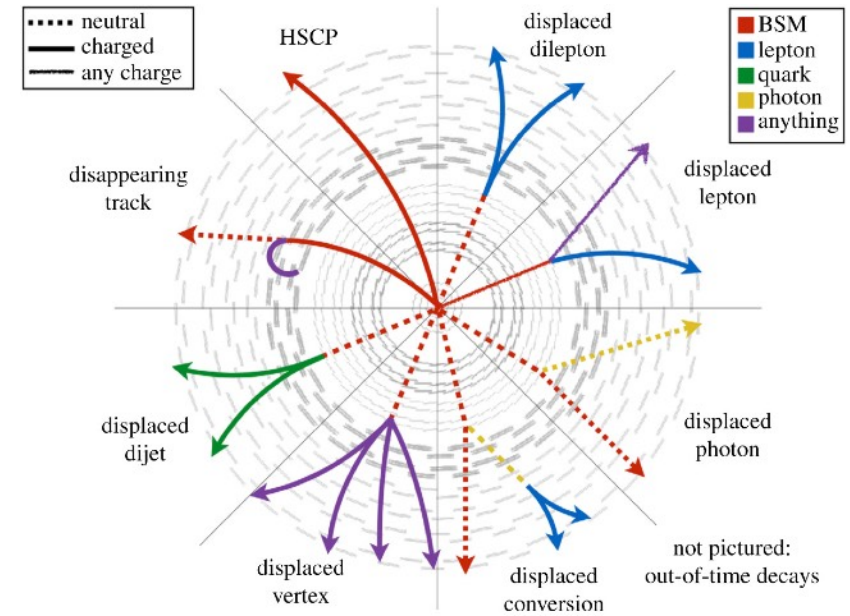 neutral
charged
any charge
HSCP
displaced
dilepton
BSM
lepton
quark
photon
anything
displaced
lepton
disappearing
track
displaced
dijet
displaced
photon
displaced
vertex
displaced
conversion
not pictured:
out-of-time decays